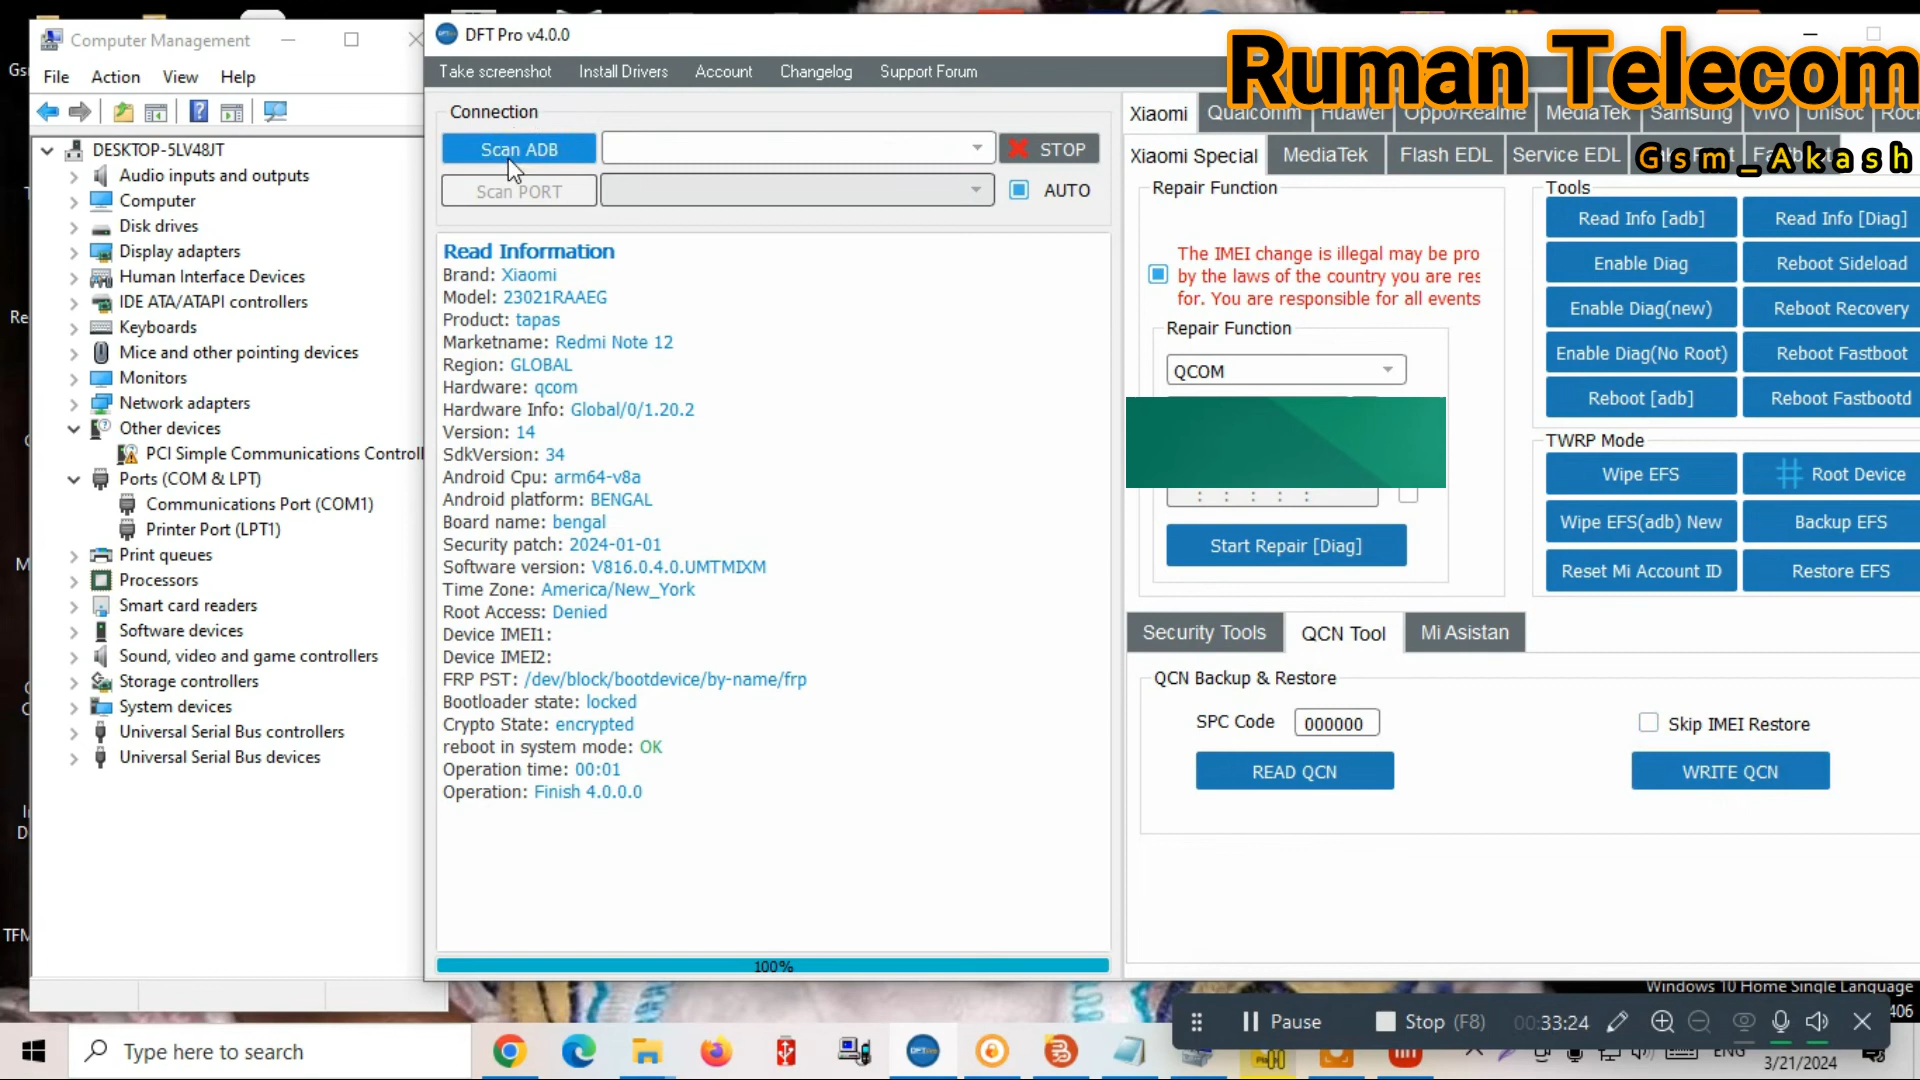 Computer Management
File Action View Help
DESKTOP-5LV48JT
Audio inputs and outputs
Computer
Disk drives
Display adapters
Human Interface Devices
IDE ATA/ATAPI controllers
Keyboards
Mice and other pointing devices
Monitors
Network adapters
Other devices
PCI Simple Communications Controll
Ports (COM & LPT)
Communications Port (COM1)
Printer Port (LPT1)
Print queues
Processors
Smart card readers
Software devices
Sound, video and game controllers
Storage controllers
System devices
Universal Serial Bus controllers
Universal Serial Bus devices
DFT Pro v4.0.0
Take screenshot Install Drivers Account Changelog Support Forum
Connection
Scan ADB STOP
Scan PORT AUTO
Read Information
Brand: Xiaomi
Model: 23021RAAEG
Product: tapas
Marketname: Redmi Note 12
Region: GLOBAL
Hardware: qcom
Hardware Info: Global/0/1.20.2
Version: 14
SdkVersion: 34
Android Cpu: arm64-v8a
Android platform: BENGAL
Board name: bengal
Security patch: 2024-01-01
Software version: V816.0.4.0.UMTMIXM
Time Zone: America/New_York
Root Access: Denied
Device IMEI1:
Device IMEI2:
FRP PST: /dev/block/bootdevice/by-name/frp
Bootloader state: locked
Crypto State: encrypted
reboot in system mode: OK
Operation time: 00:01
Operation: Finish 4.0.0.0
100%
Ruman Telecom
Xiaomi Qualcomm Huawei Oppo/Realme MediaTek Samsung Vivo Unisoc
Xiaomi Special MediaTek Flash EDL Service EDL
Gsm_Akash
Repair Function
The IMEI change is illegal may be pro
by the laws of the country you are res
for. You are responsible for all events
Repair Function
QCOM
: : : : :
Start Repair [Diag]
Tools
Read Info [adb] Read Info [Diag]
Enable Diag Reboot Sideload
Enable Diag(new) Reboot Recovery
Enable Diag(No Root) Reboot Fastboot
Reboot [adb] Reboot Fastbootd
TWRP Mode
Wipe EFS Root Device
Wipe EFS(adb) New Backup EFS
Reset Mi Account ID Restore EFS
Security Tools QCN Tool Mi Asistan
QCN Backup & Restore
SPC Code 000000 Skip IMEI Restore
READ QCN WRITE QCN
Windows 10 Home Single Language
406
Pause Stop (F8) 00:33:24
Type here to search
ENG
3/21/2024